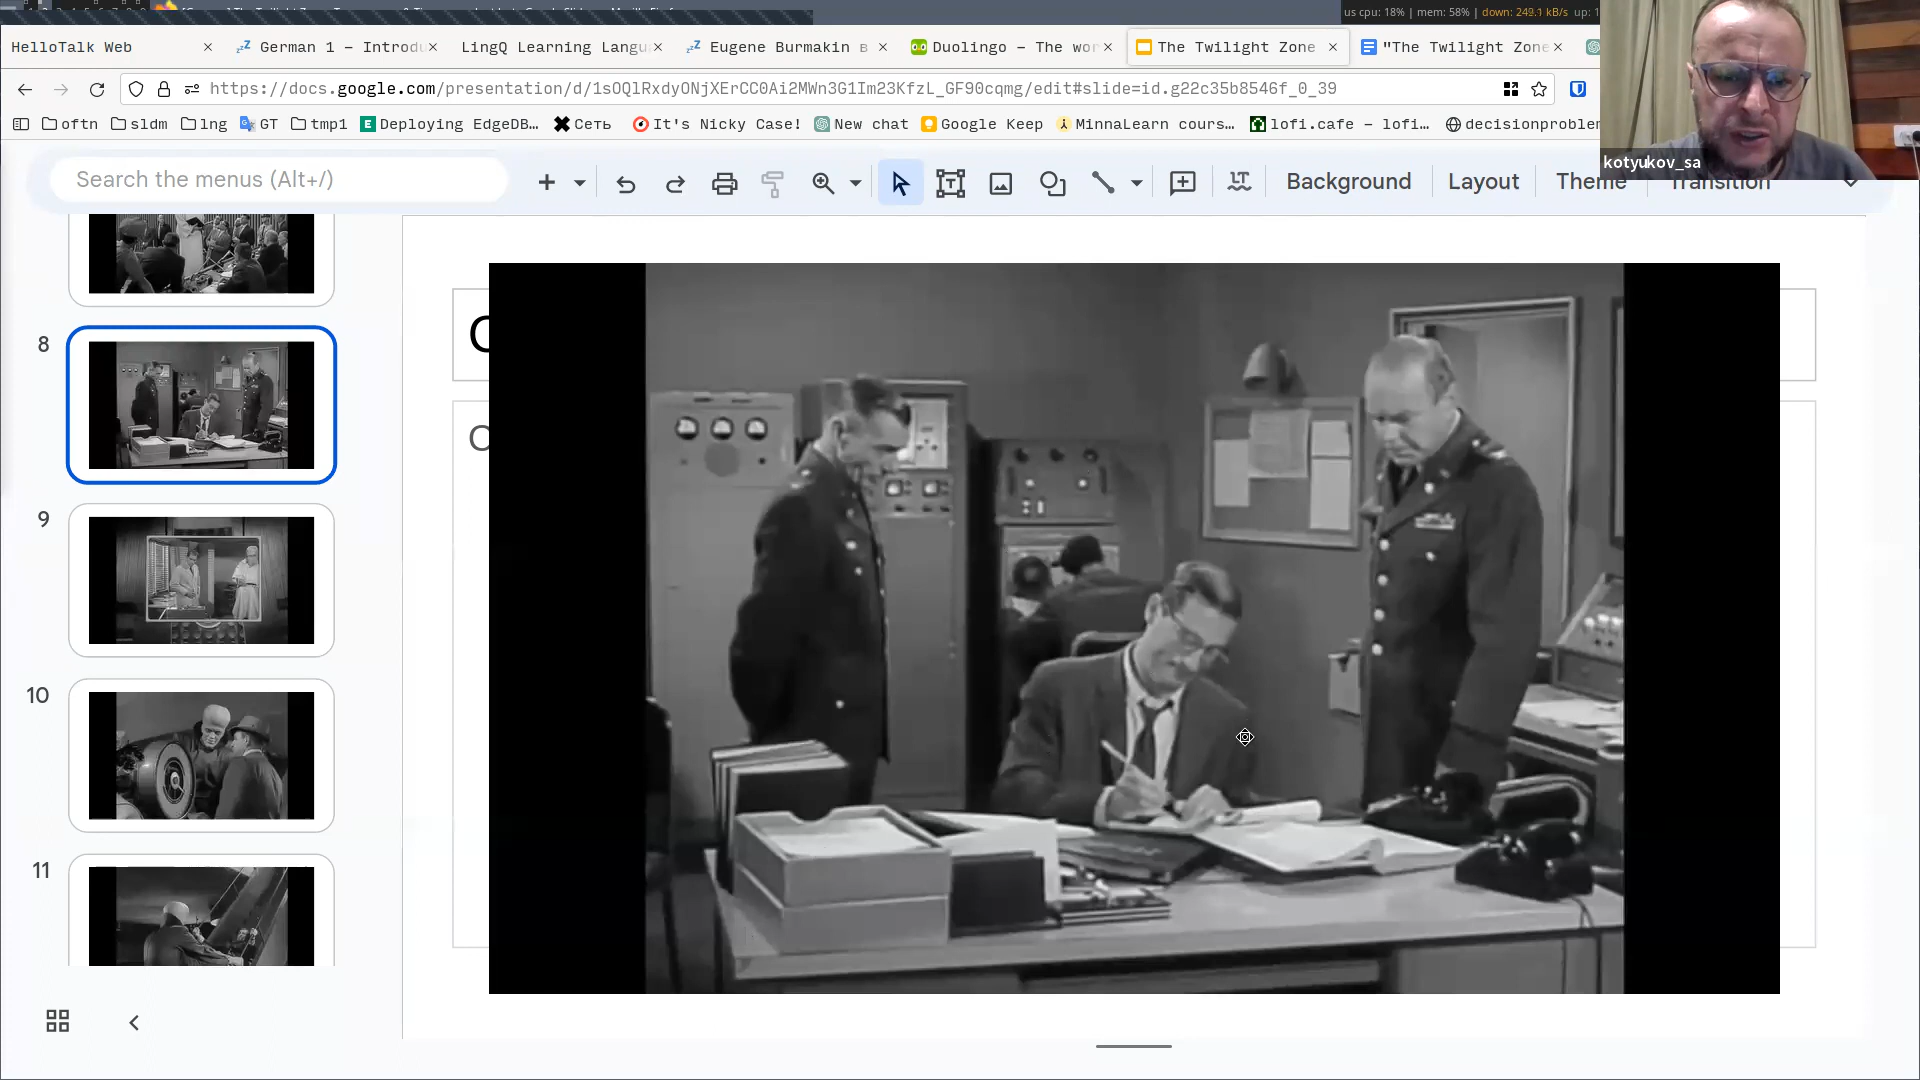 us cpu: 18% | mem: 58% | down: 249.1 kB/s up: 1
HelloTalk Web
German 1 – Introdu
LingQ Learning Langu
Eugene Burmakin в
Duolingo – The wor
The Twilight Zone
"The Twilight Zone
https://docs.google.com/presentation/d/1sOQlRxdyONjXErCC0Ai2MWn3G1Im23KfzL_GF90cqmg/edit#slide=id.g22c35b8546f_0_39
oftn
sldm
lng
GT
tmp1
Deploying EdgeDB…
Сеть
It's Nicky Case!
New chat
Google Keep
MinnaLearn cours…
lofi.cafe – lofi…
decisionproblem
kotyukov_sa
Search the menus (Alt+/)
Background
Layout
Theme
Transition
8
9
10
11